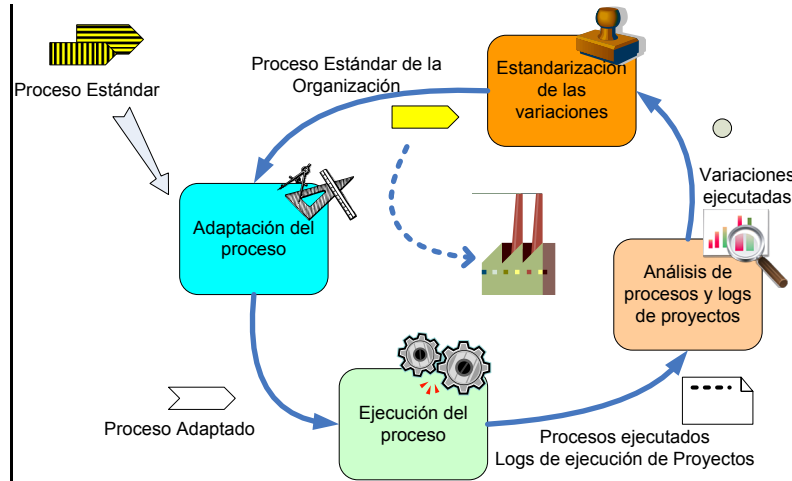 Proceso Estándar
Proceso Estándar de la
Organización
Estandarización
de las
variaciones
Variaciones
ejecutadas
Adaptación del
proceso
Análisis de
procesos y logs
de proyectos
Proceso Adaptado
Ejecución del
proceso
Procesos ejecutados
Logs de ejecución de Proyectos